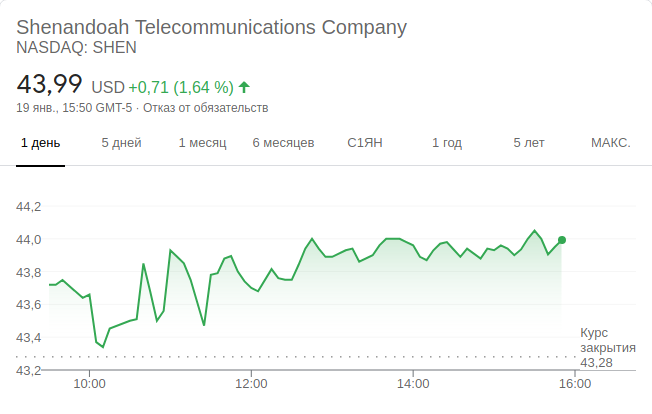 Shenandoah Telecommunications Company
NASDAQ: SHEN
43,99 USD +0,71 (1,64 %)
19 янв., 15:50 GMT-5 · Отказ от обязательств
1 день 5 дней 1 месяц 6 месяцев С1ЯН 1 год 5 лет МАКС.
44,2
44,0
43,8
43,6
43,4
43,2
Курс
закрытия
43,28
10:00 12:00 14:00 16:00